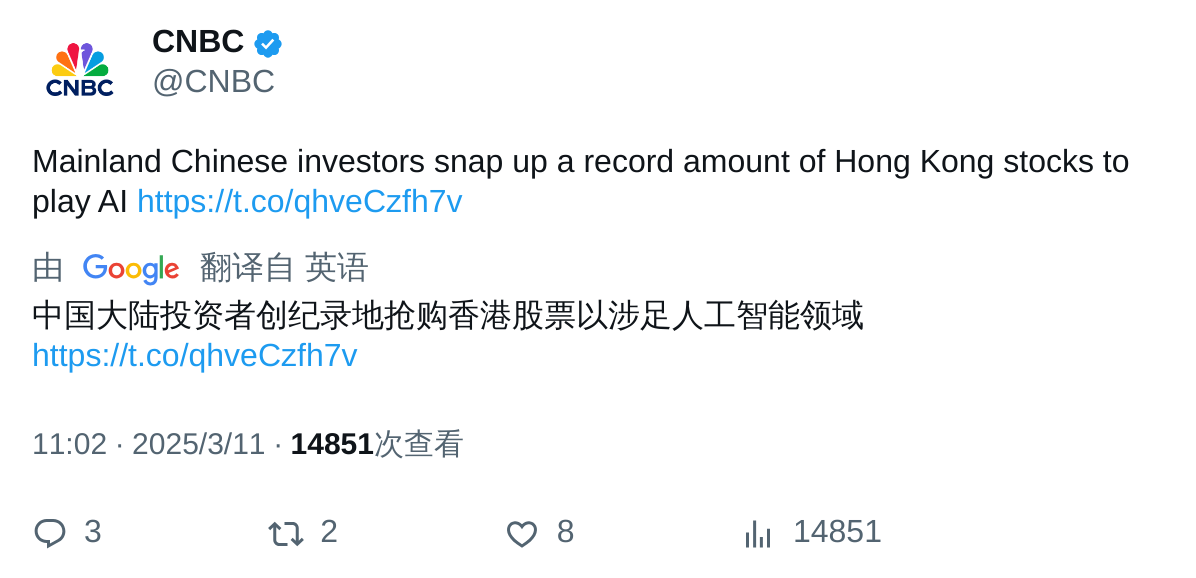 CNBC
CNBC
@CNBC
Mainland Chinese investors snap up a record amount of Hong Kong stocks to
play AI https://t.co/qhveCzfh7v
由 Google 翻译自 英语
中国大陆投资者创纪录地抢购香港股票以涉足人工智能领域
https://t.co/qhveCzfh7v
11:02 · 2025/3/11 · 14851次查看
3 2 8 14851